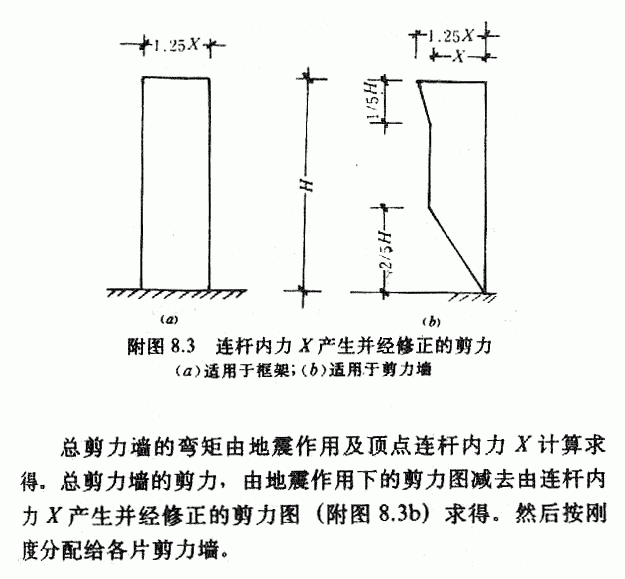 1.25X
1.25X
X
1/5H
H
2/5H
(a)
(b)
附图 8.3 连杆内力 X 产生并经修正的剪力
(a)适用于框架; (b)适用于剪力墙
总剪力墙的弯矩由地震作用及顶点连杆内力 X 计算求
得。总剪力墙的剪力，由地震作用下的剪力图减去由连杆内
力 X 产生并经修正的剪力图（附图 8.3b）求得。然后按刚
度分配给各片剪力墙。